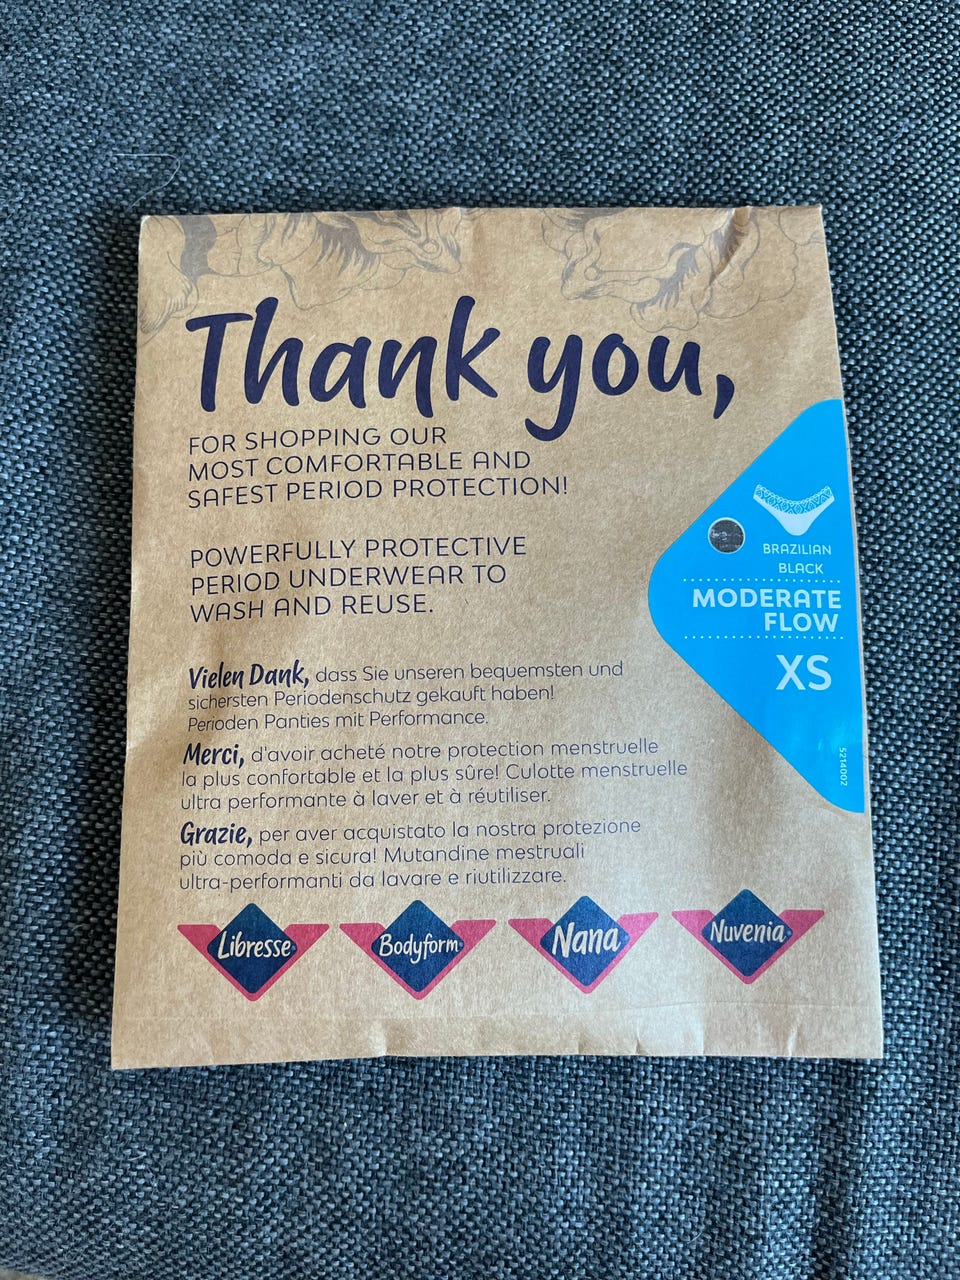 Thank you,
FOR SHOPPING OUR
MOST COMFORTABLE AND
SAFEST PERIOD PROTECTION!
POWERFULLY PROTECTIVE
PERIOD UNDERWEAR TO
WASH AND REUSE.
BRAZILIAN
BLACK
MODERATE
FLOW
XS
5214002
Vielen Dank, dass Sie unseren bequemsten und
sichersten Periodenschutz gekauft haben!
Perioden Panties mit Performance.
Merci, d'avoir acheté notre protection menstruelle
la plus confortable et la plus sûre! Culotte menstruelle
ultra performante à laver et à réutiliser.
Grazie, per aver acquistato la nostra protezione
più comoda e sicura! Mutandine mestruali
ultra-performanti da lavare e riutilizzare.
Libresse®
Bodyform®
Nana®
Nuvenia®